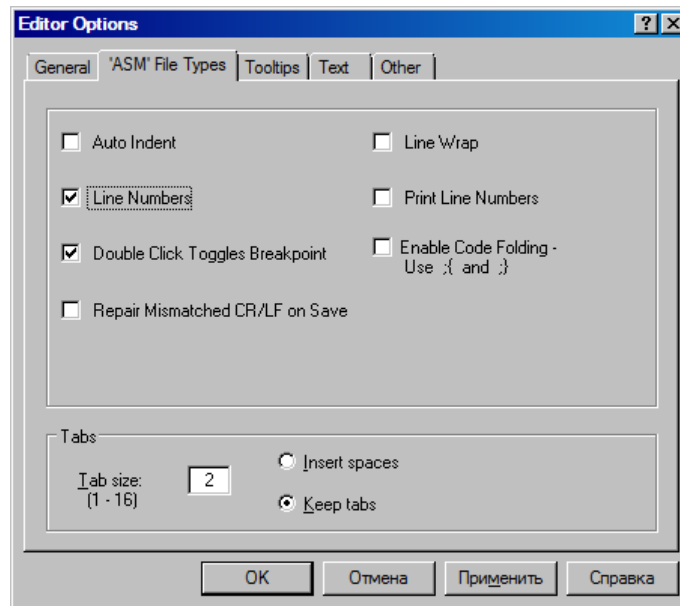 Editor Options
General 'ASM' File Types Tooltips Text Other
Auto Indent
Line Wrap
Line Numbers
Print Line Numbers
Double Click Toggles Breakpoint
Enable Code Folding -
Use ;{ and ;}
Repair Mismatched CR/LF on Save
Tabs
Tab size:
(1 - 16)
2
Insert spaces
Keep tabs
OK Отмена Применить Справка